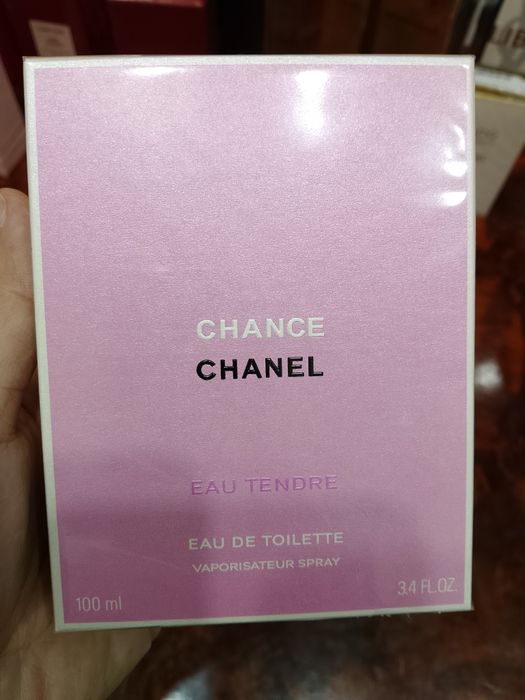 CHANCE
CHANEL
EAU TENDRE
EAU DE TOILETTE
VAPORISATEUR SPRAY
100 ml
3.4 FL.OZ.